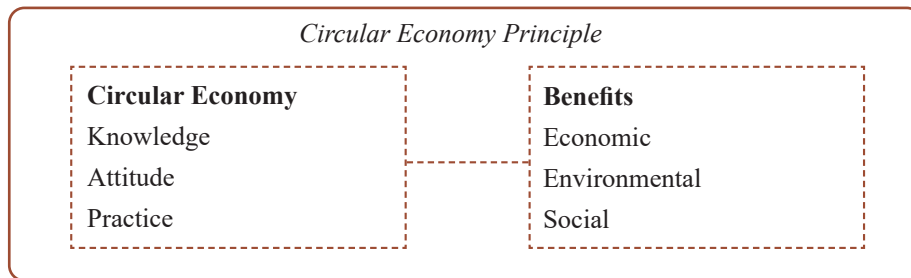 Circular Economy Principle
Circular Economy
Knowledge
Attitude
Practice
Benefits
Economic
Environmental
Social